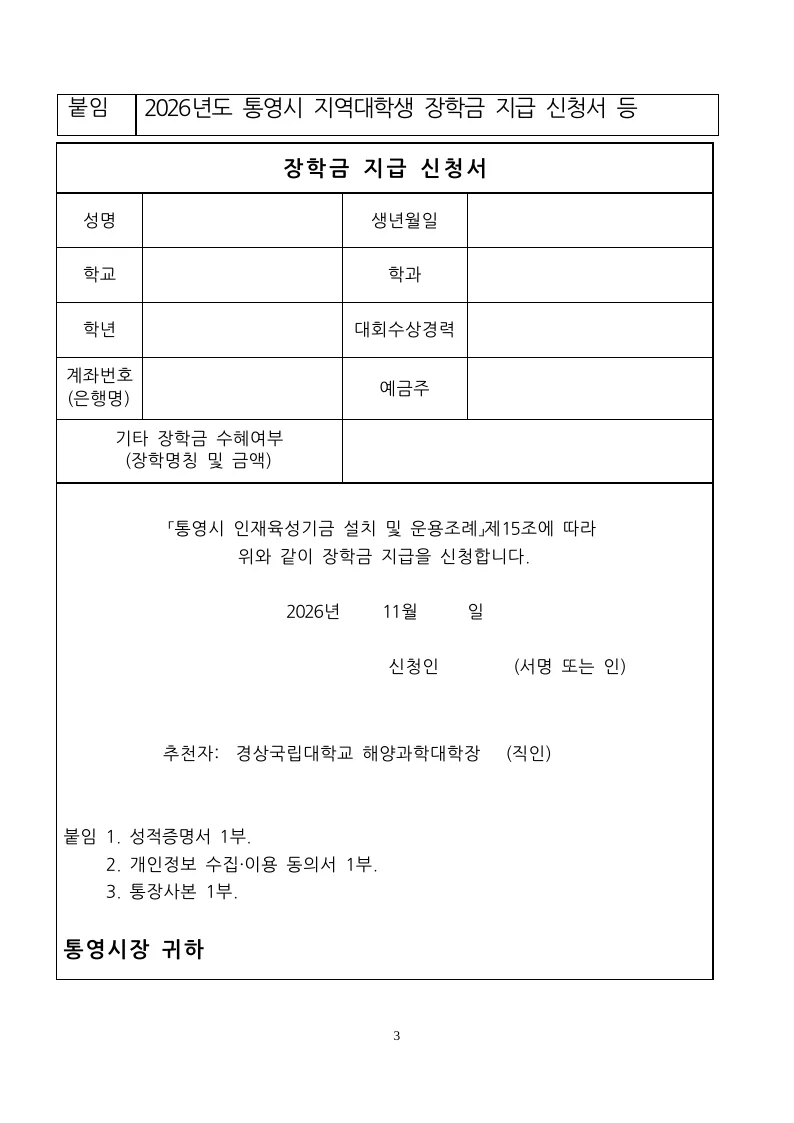 붙임 2026년도 통영시 지역대학생 장학금 지급 신청서 등
장학금 지급 신청서
성명 생년월일
학교 학과
학년 대회수상경력
계좌번호
(은행명) 예금주
기타 장학금 수혜여부
(장학명칭 및 금액)
「통영시 인재육성기금 설치 및 운용조례」제15조에 따라
위와 같이 장학금 지급을 신청합니다.
2026년 11월 일
신청인 (서명 또는 인)
추천자: 경상국립대학교 해양과학대학장 (직인)
붙임 1. 성적증명서 1부.
2. 개인정보 수집·이용 동의서 1부.
3. 통장사본 1부.
통영시장 귀하
3